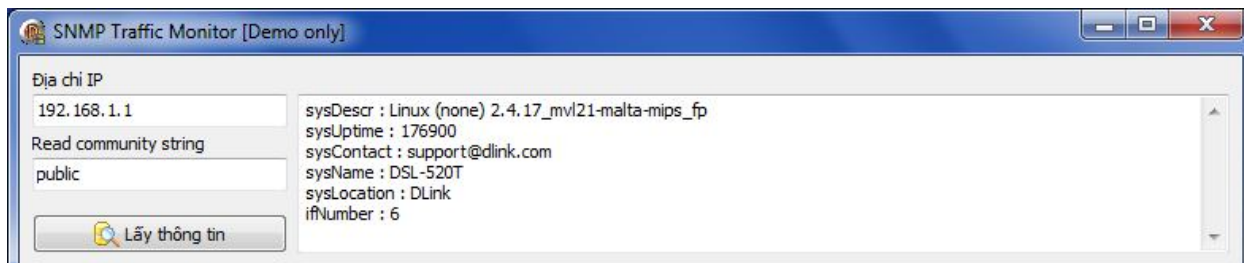 SNMP Traffic Monitor [Demo only]
Địa chỉ IP
192.168.1.1
Read community string
public
Lấy thông tin
sysDescr : Linux (none) 2.4.17_mvl21-malta-mips_fp
sysUptime : 176900
sysContact : support@dlink.com
sysName : DSL-520T
sysLocation : DLink
ifNumber : 6